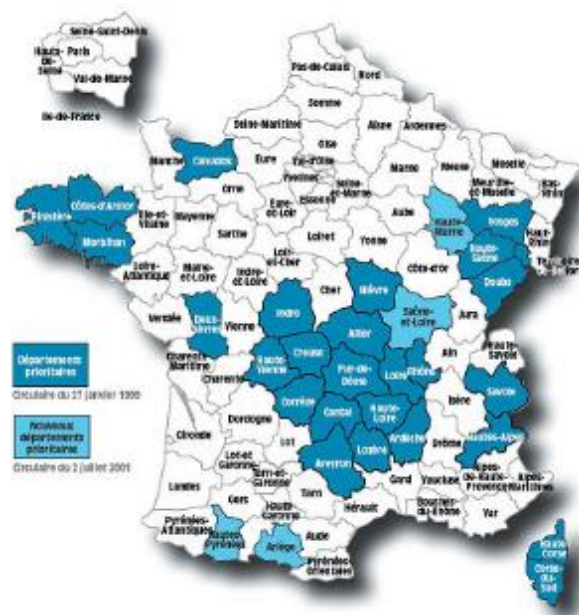 Seine-Saint-Denis
Hauts-
de-
Seine
Paris
Val-de-Marne
Ile-de-France
Pas-de-Calais
Nord
Somme
Seine-Maritime
Aisne
Ardennes
Oise
Manche
Calvados
Eure
Val-d'Oise
Yvelines
Essonne
Seine-
et-Marne
Marne
Meuse
Moselle
Meurthe-
et-Moselle
Bas-
Rhin
Orne
Finistère
Côtes-d'Armor
Morbihan
Ille-et-
Vilaine
Mayenne
Sarthe
Eure-
et-Loir
Aube
Haute-
Marne
Vosges
Haut-
Rhin
Loiret
Yonne
Haute-
Saône
Territoire
de Belfort
Loir-
et-Cher
Côte-d'Or
Doubs
Loire-
Atlantique
Maine-
et-Loire
Indre-
et-Loire
Cher
Nièvre
Saône-
et-Loire
Jura
Vendée
Deux-
Sèvres
Vienne
Indre
Allier
Ain
Haute-
Savoie
Départements
prioritaires
Circulaire du 27 janvier 1999
Charente-
Maritime
Charente
Haute-
Vienne
Creuse
Puy-de-
Dôme
Loire
Rhône
Isère
Savoie
Nouveaux
départements
prioritaires
Circulaire du 2 juillet 2001
Corrèze
Cantal
Haute-
Loire
Ardèche
Drôme
Hautes-Alpes
Gironde
Dordogne
Lot
Lot-et-
Garonne
Aveyron
Lozère
Tarn-et-
Garonne
Landes
Gers
Tarn
Gard
Vaucluse
Alpes-
de-Haute-
Provence
Alpes-
Maritimes
Haute-
Garonne
Hérault
Bouches-
du-Rhône
Var
Pyrénées-
Atlantiques
Hautes-
Pyrénées
Ariège
Aude
Pyrénées-
Orientales
Haute-
Corse
Corse-
du-Sud